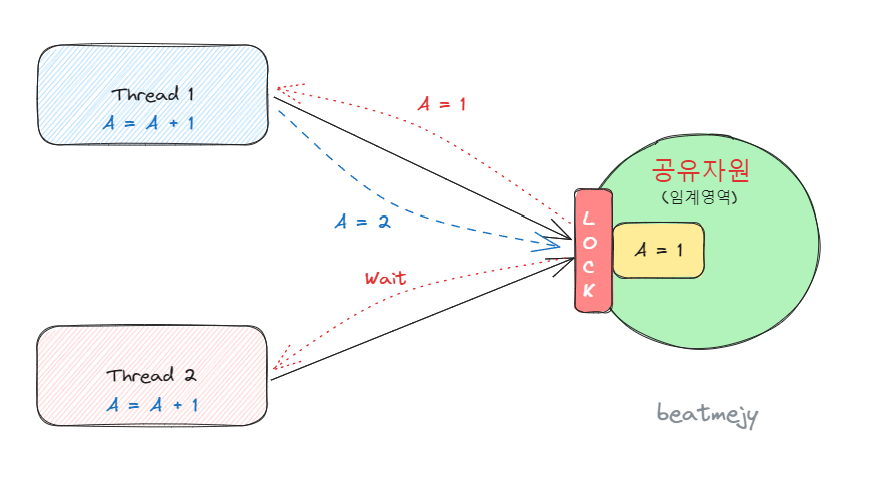 Thread 1
A = A + 1
A = 1
A = 2
Wait
Thread 2
A = A + 1
공유자원
(임계영역)
L
O
C
K
A = 1
beatmejy